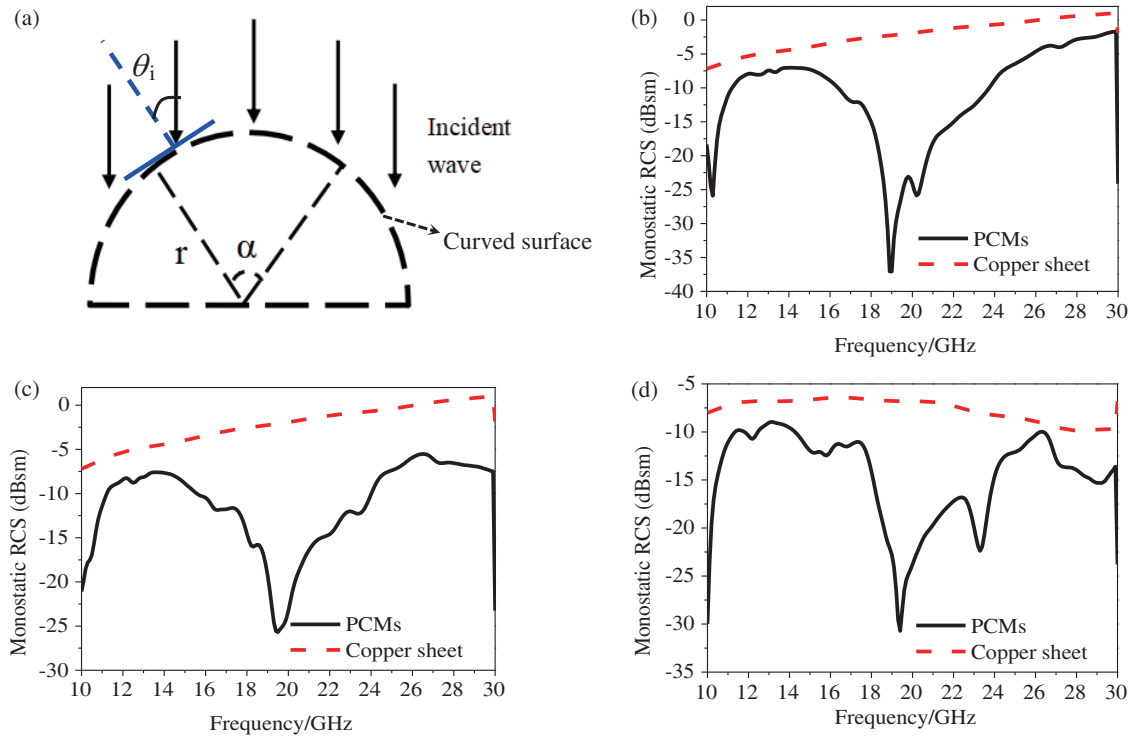 (a)
θi
Incident
wave
r
α
Curved surface
(b)
Monostatic RCS (dBsm)
0
-5
-10
-15
-20
-25
-30
-35
-40
PCMs
Copper sheet
10 12 14 16 18 20 22 24 26 28 30
Frequency/GHz
(c)
Monostatic RCS (dBsm)
0
-5
-10
-15
-20
-25
-30
PCMs
Copper sheet
10 12 14 16 18 20 22 24 26 28 30
Frequency/GHz
(d)
Monostatic RCS (dBsm)
-5
-10
-15
-20
-25
-30
-35
PCMs
Copper sheet
10 12 14 16 18 20 22 24 26 28 30
Frequency/GHz